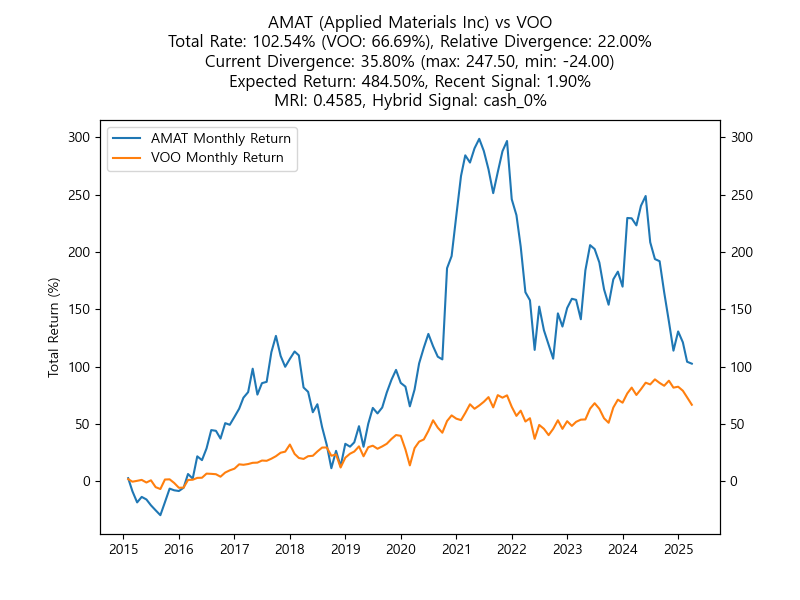 AMAT (Applied Materials Inc) vs VOO
Total Rate: 102.54% (VOO: 66.69%), Relative Divergence: 22.00%
Current Divergence: 35.80% (max: 247.50, min: -24.00)
Expected Return: 484.50%, Recent Signal: 1.90%
MRI: 0.4585, Hybrid Signal: cash_0%
AMAT Monthly Return
VOO Monthly Return
Total Return (%)
300
250
200
150
100
50
0
300
250
200
150
100
50
0
2015 2016 2017 2018 2019 2020 2021 2022 2023 2024 2025